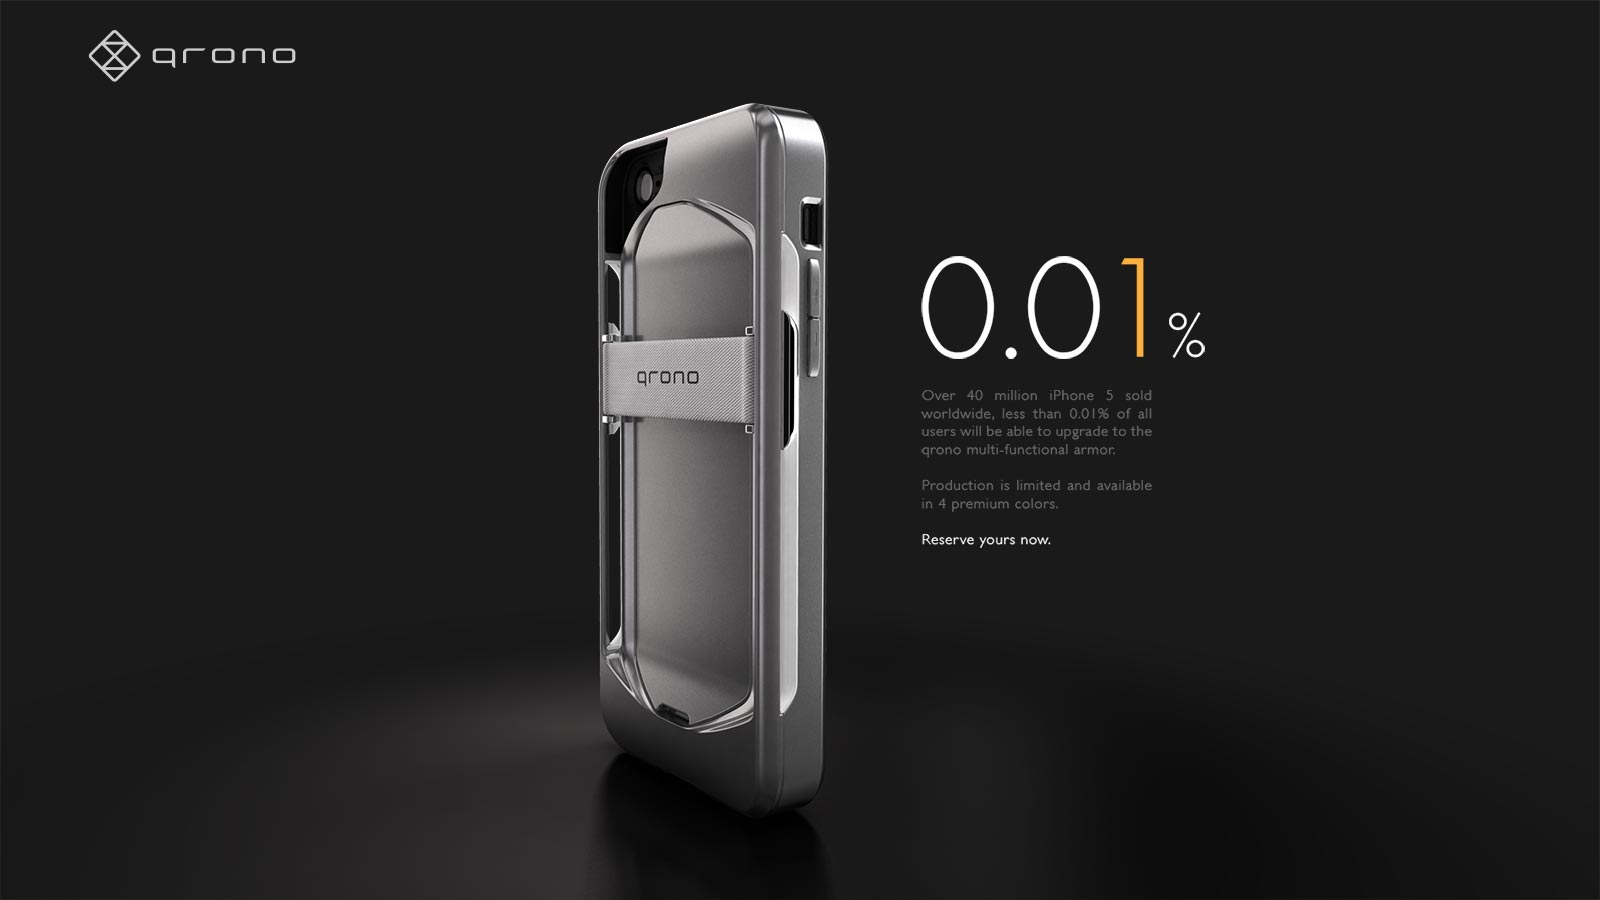 qrono
qrono
0.01%
Over 40 million iPhone 5 sold
worldwide, less than 0.01% of all
users will be able to upgrade to the
qrono multi-functional armor.
Production is limited and available
in 4 premium colors.
Reserve yours now.